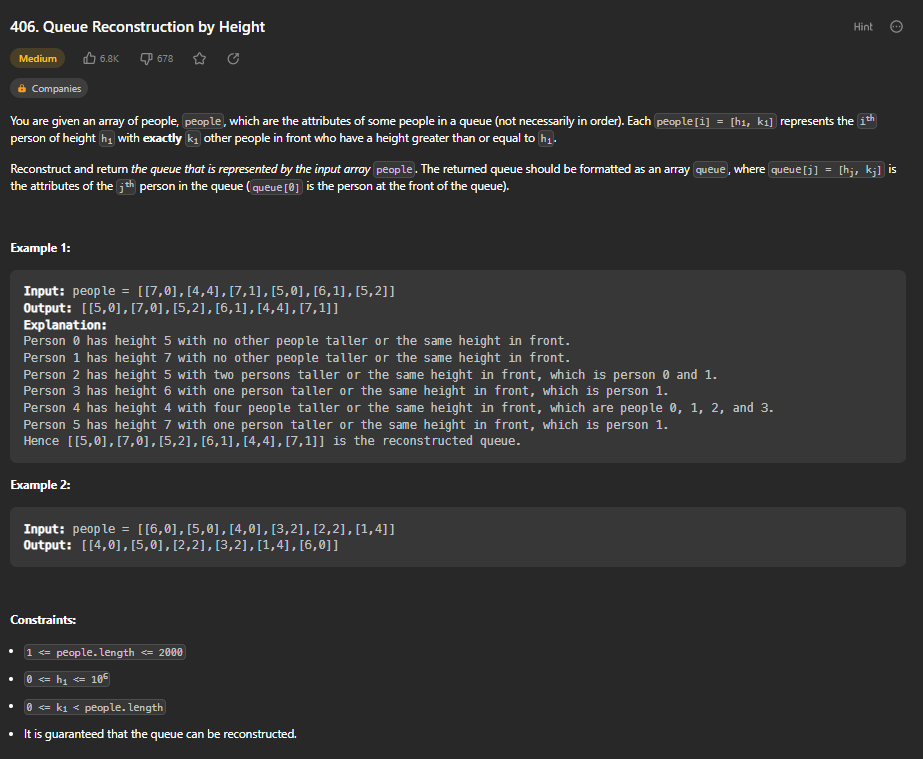 406. Queue Reconstruction by Height
Hint
Medium 6.8K 678
Companies
You are given an array of people, people, which are the attributes of some people in a queue (not necessarily in order). Each people[i] = [hi, ki] represents the ith
person of height hi with exactly ki other people in front who have a height greater than or equal to hi.
Reconstruct and return the queue that is represented by the input array people. The returned queue should be formatted as an array queue, where queue[j] = [hj, kj] is
the attributes of the jth person in the queue (queue[0] is the person at the front of the queue).
Example 1:
Input: people = [[7,0],[4,4],[7,1],[5,0],[6,1],[5,2]]
Output: [[5,0],[7,0],[5,2],[6,1],[4,4],[7,1]]
Explanation:
Person 0 has height 5 with no other people taller or the same height in front.
Person 1 has height 7 with no other people taller or the same height in front.
Person 2 has height 5 with two persons taller or the same height in front, which is person 0 and 1.
Person 3 has height 6 with one person taller or the same height in front, which is person 1.
Person 4 has height 4 with four people taller or the same height in front, which are people 0, 1, 2, and 3.
Person 5 has height 7 with one person taller or the same height in front, which is person 1.
Hence [[5,0],[7,0],[5,2],[6,1],[4,4],[7,1]] is the reconstructed queue.
Example 2:
Input: people = [[6,0],[5,0],[4,0],[3,2],[2,2],[1,4]]
Output: [[4,0],[5,0],[2,2],[3,2],[1,4],[6,0]]
Constraints:
• 1 <= people.length <= 2000
• 0 <= hi <= 10⁶
• 0 <= ki < people.length
• It is guaranteed that the queue can be reconstructed.